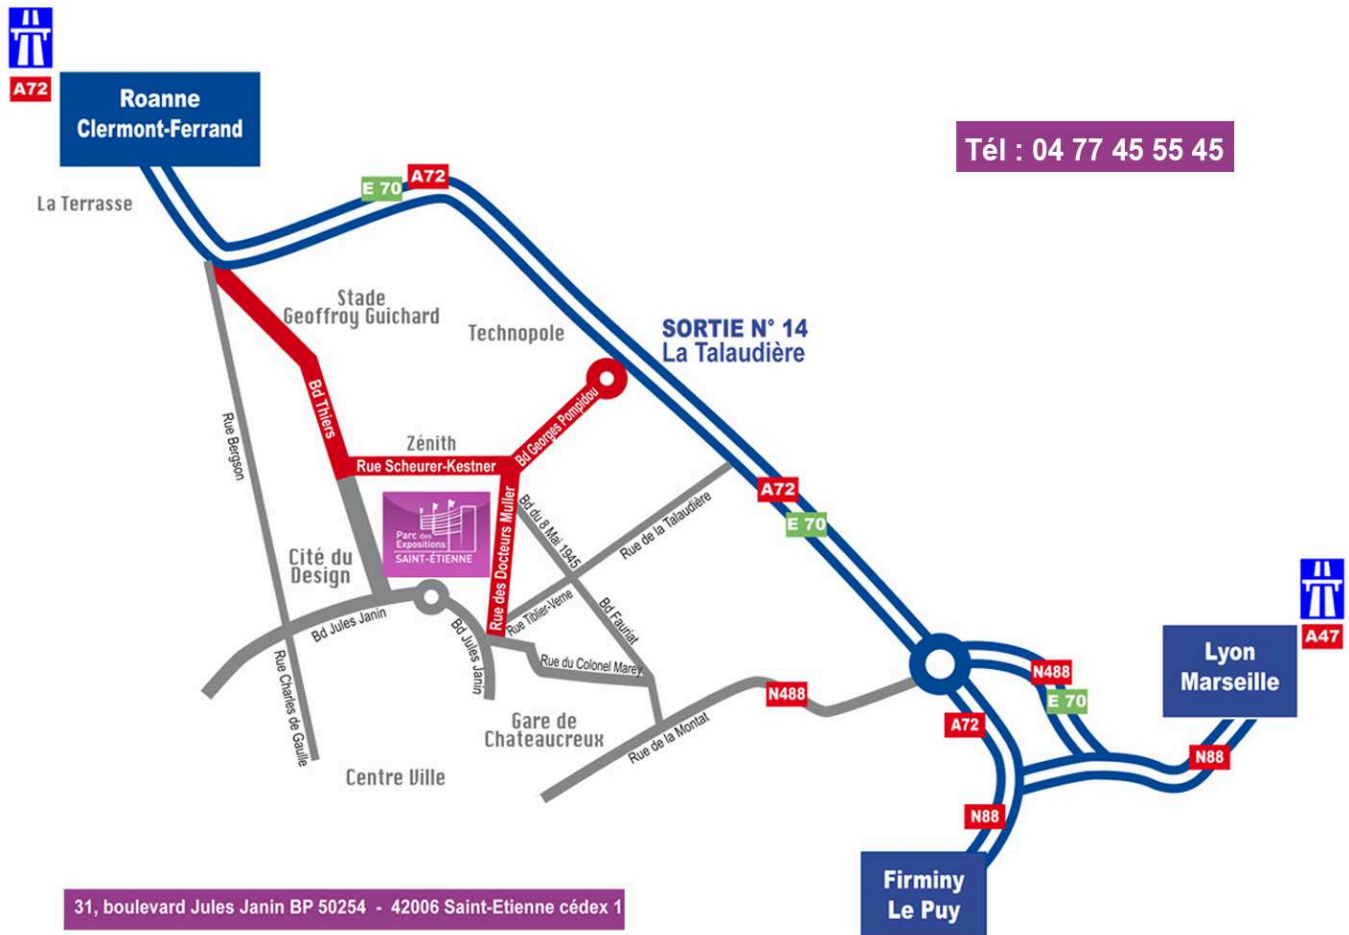 A72
Roanne
Clermont-Ferrand
Tél : 04 77 45 55 45
La Terrasse
E 70
A72
Stade
Geoffroy Guichard
Technopole
SORTIE N° 14
La Talaudière
Bd Thiers
Bd Georges Pompidou
Rue Bergson
Zénith
Rue Scheurer-Kestner
A72
E 70
Parc des
Expositions
SAINT-ÉTIENNE
Rue des Docteurs Muller
Bd du 8 Mai 1945
Rue de la Talaudière
Cité du
Design
Rue Tiblier-Verne
Bd Fauriat
Bd Jules Janin
Bd Jules Janin
Rue du Colonel Marey
Rue Charles de Gaulle
A47
Lyon
Marseille
N488
E 70
N488
A72
Gare de
Chateaucreux
Rue de la Montat
N88
Centre Ville
N88
Firminy
Le Puy
31, boulevard Jules Janin BP 50254 - 42006 Saint-Etienne cédex 1